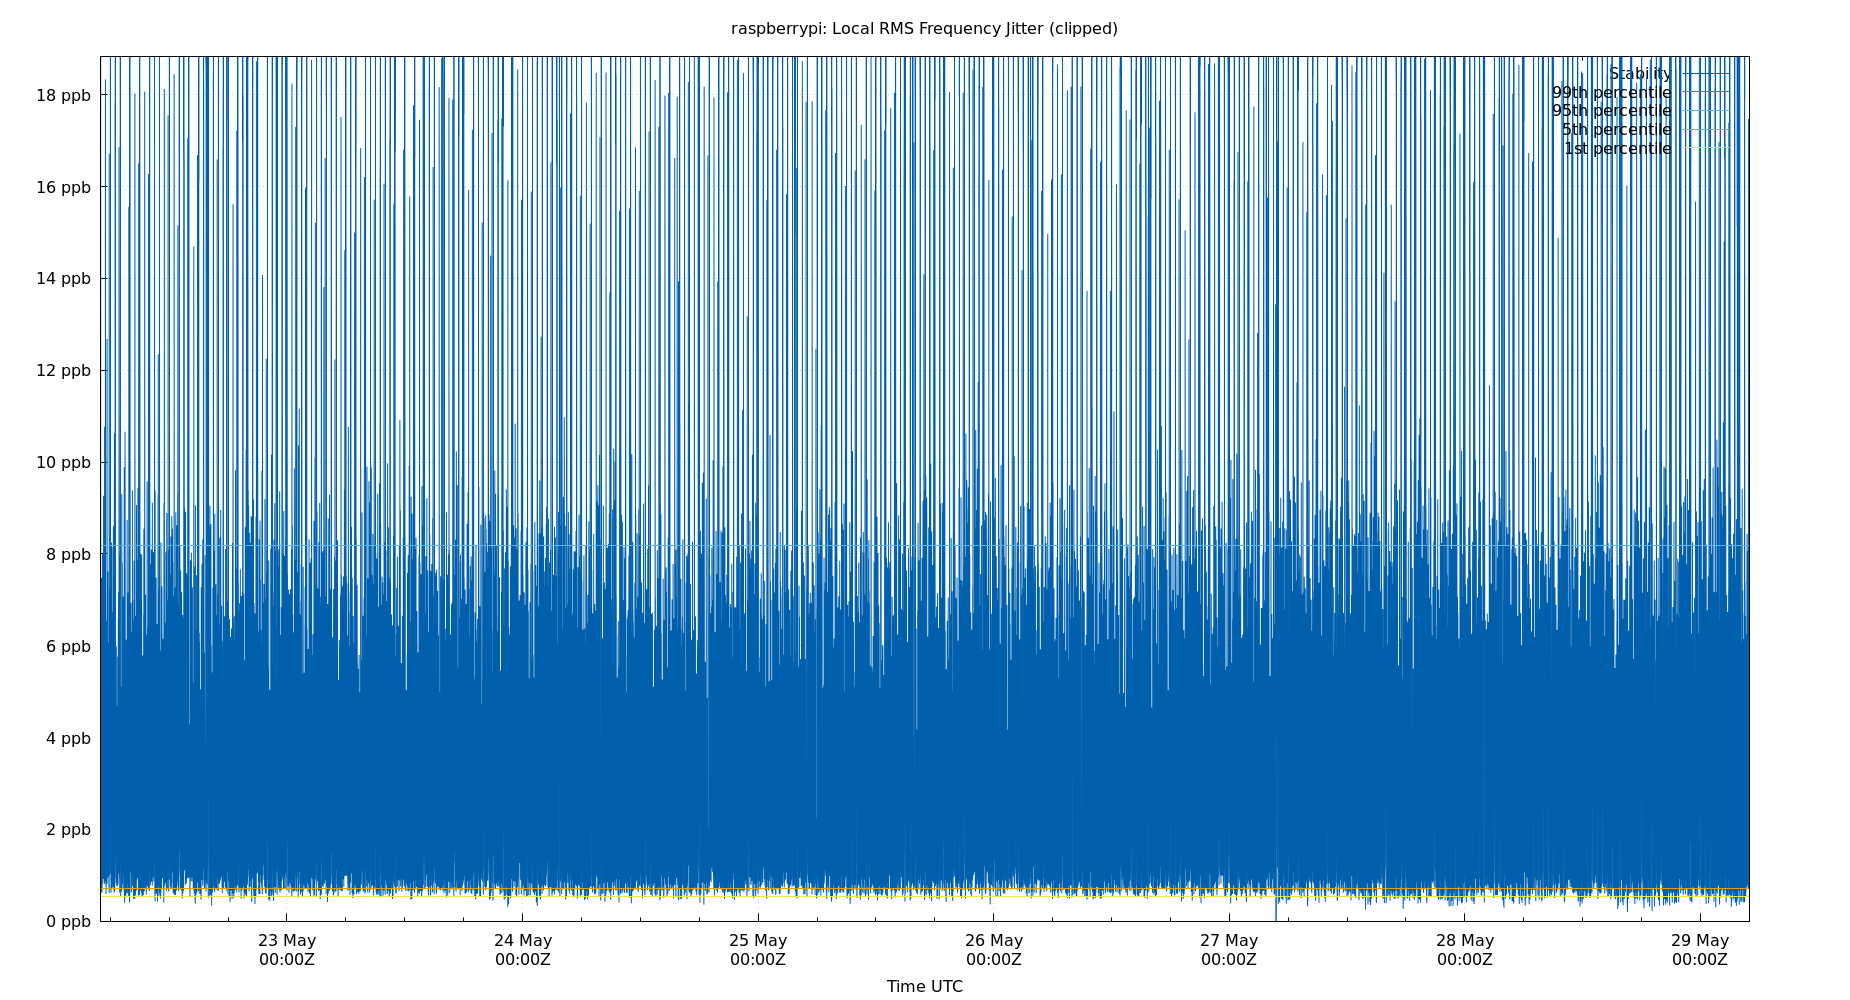 raspberrypi: Local RMS Frequency Jitter (clipped)
Stability
99th percentile
95th percentile
5th percentile
1st percentile
18 ppb
16 ppb
14 ppb
12 ppb
10 ppb
8 ppb
6 ppb
4 ppb
2 ppb
0 ppb
23 May 24 May 25 May 26 May 27 May 28 May 29 May
00:00Z 00:00Z 00:00Z 00:00Z 00:00Z 00:00Z 00:00Z
Time UTC